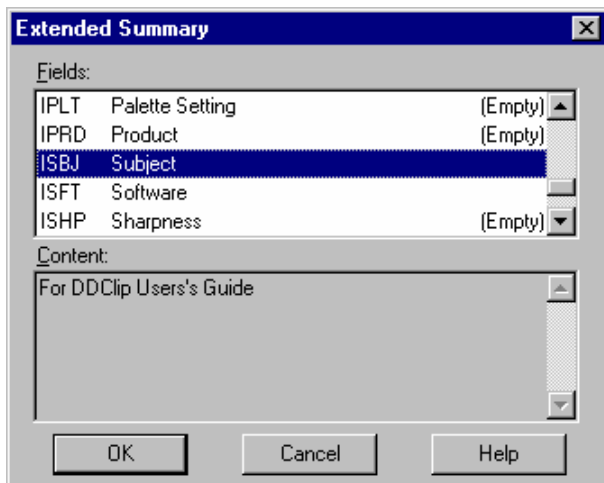 Extended Summary
Fields:
IPLT Palette Setting (Empty)
IPRD Product (Empty)
ISBJ Subject
ISFT Software
ISHP Sharpness (Empty)
Content:
For DDClip Users's Guide
OK Cancel Help